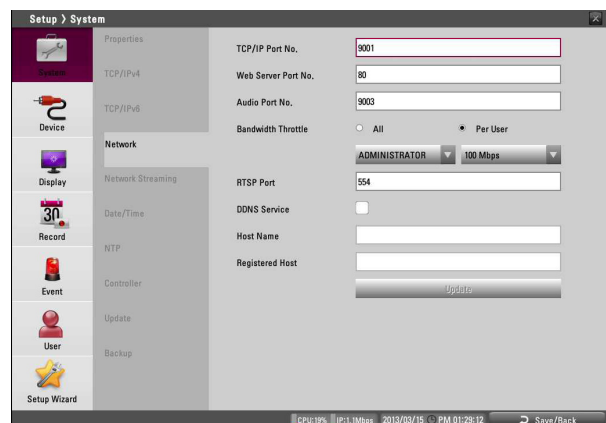 Setup > System
System
Device
Display
30
Record
Event
User
Setup Wizard
Properties
TCP/IPv4
TCP/IPv6
Network
Network Streaming
Date/Time
NTP
Controller
Update
Backup
TCP/IP Port No. 9001
Web Server Port No. 80
Audio Port No. 9003
Bandwidth Throttle All Per User
ADMINISTRATOR 100 Mbps
RTSP Port 554
DDNS Service
Host Name
Registered Host
Update
CPU:19% IP:1.1Mbps 2013/03/15 PM 01:29:12 Save/Back